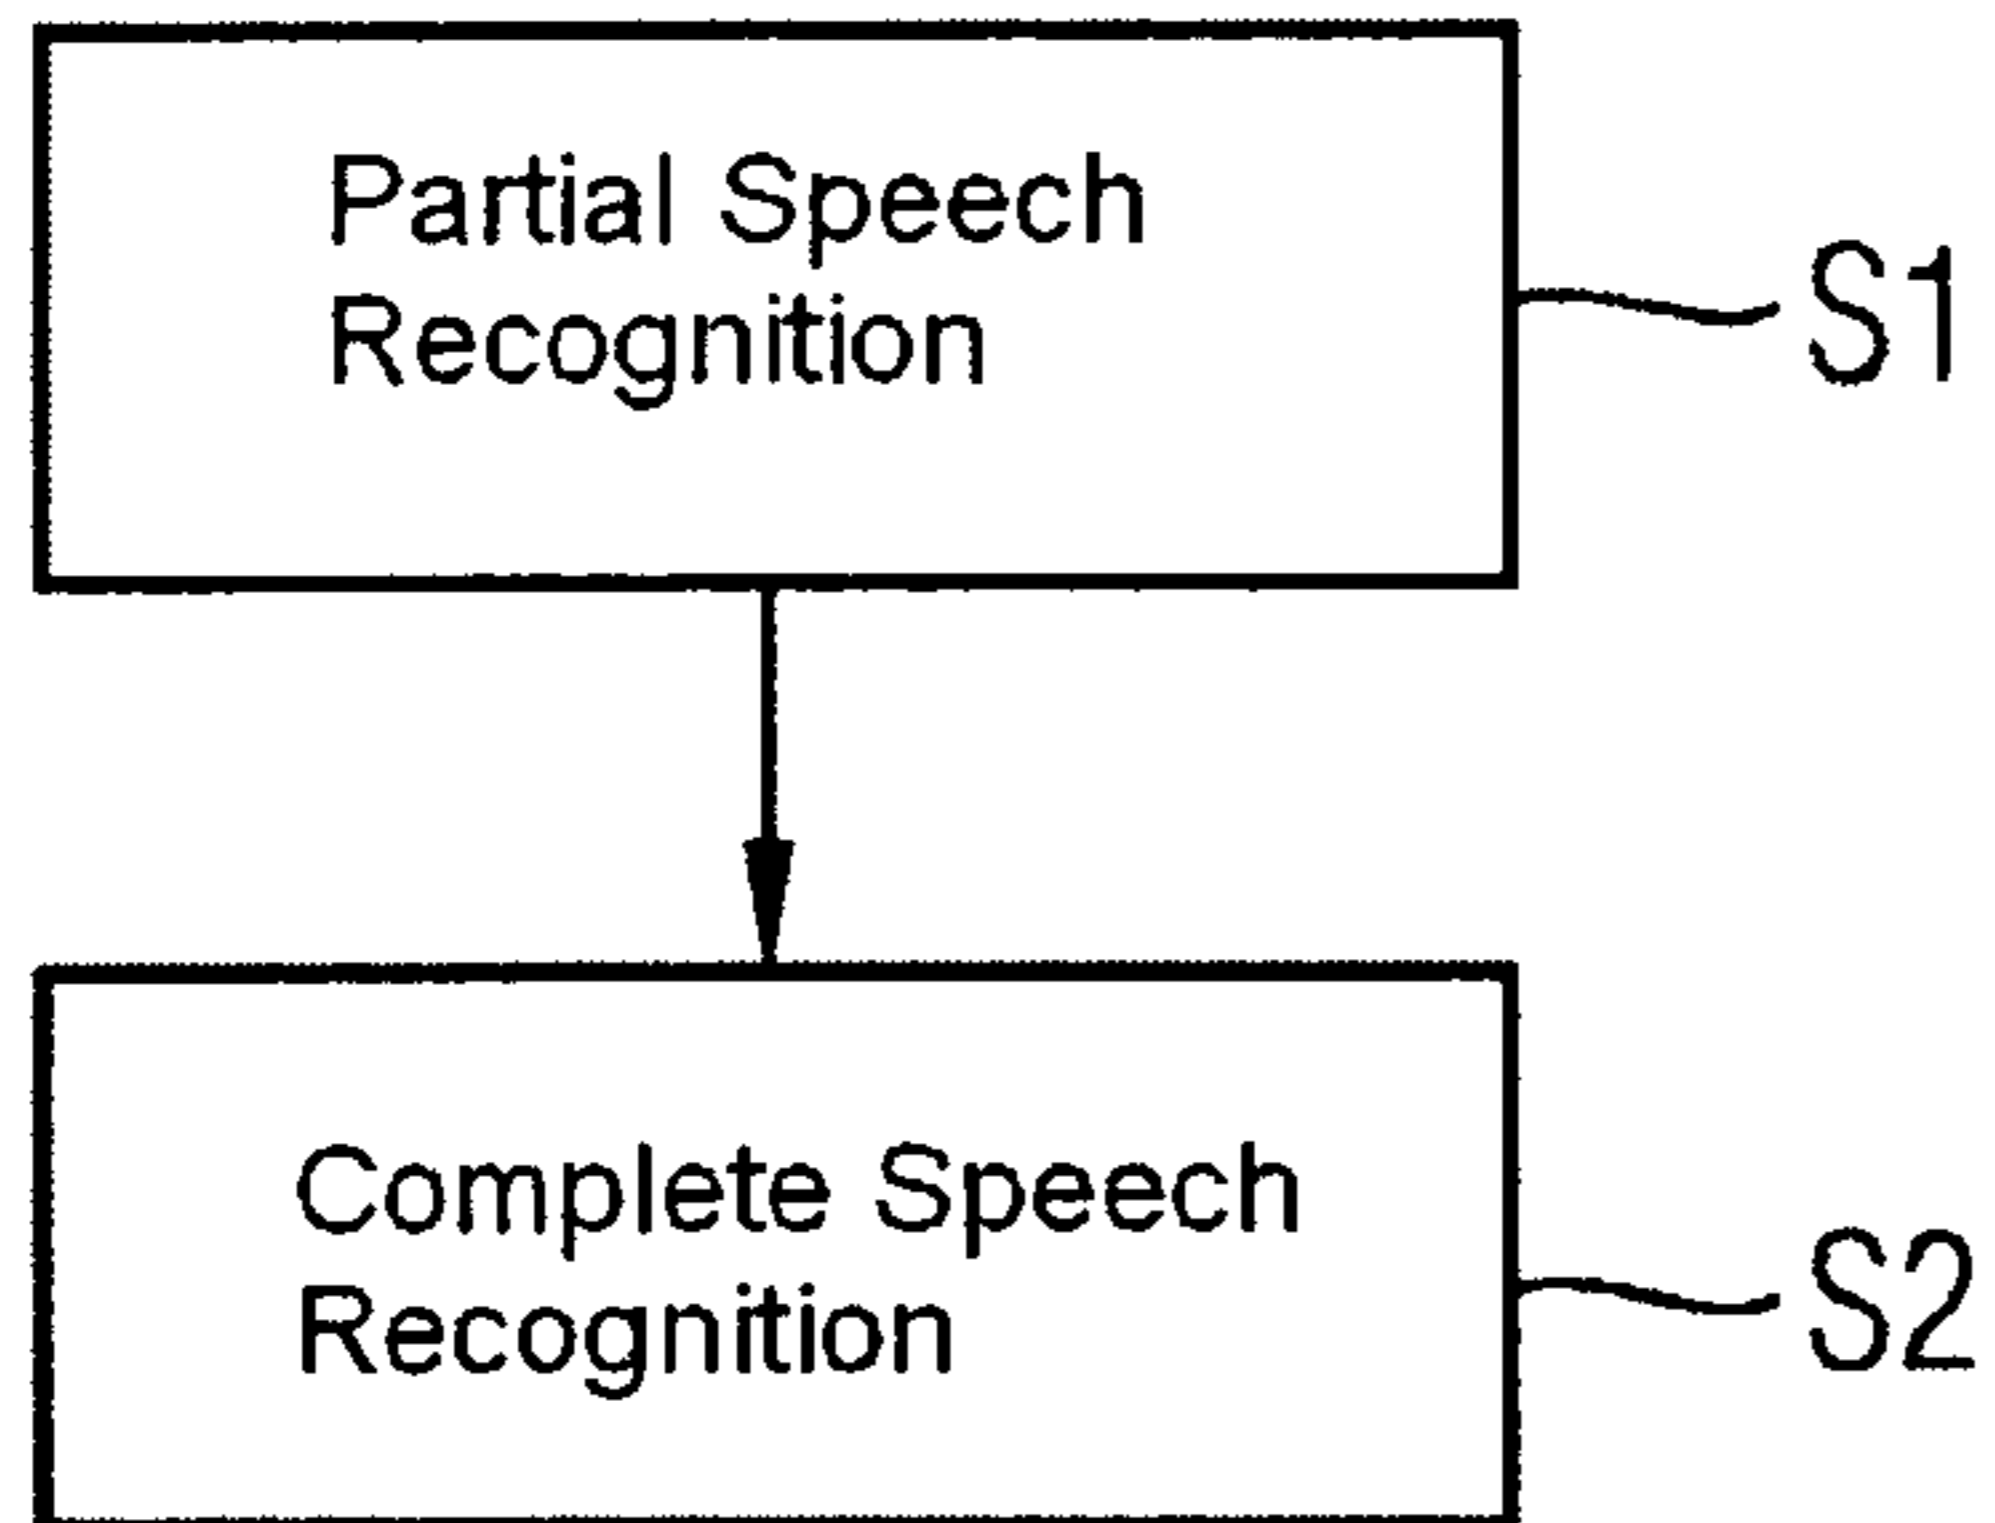 Partial Speech
Recognition
S1
Complete Speech
Recognition
S2